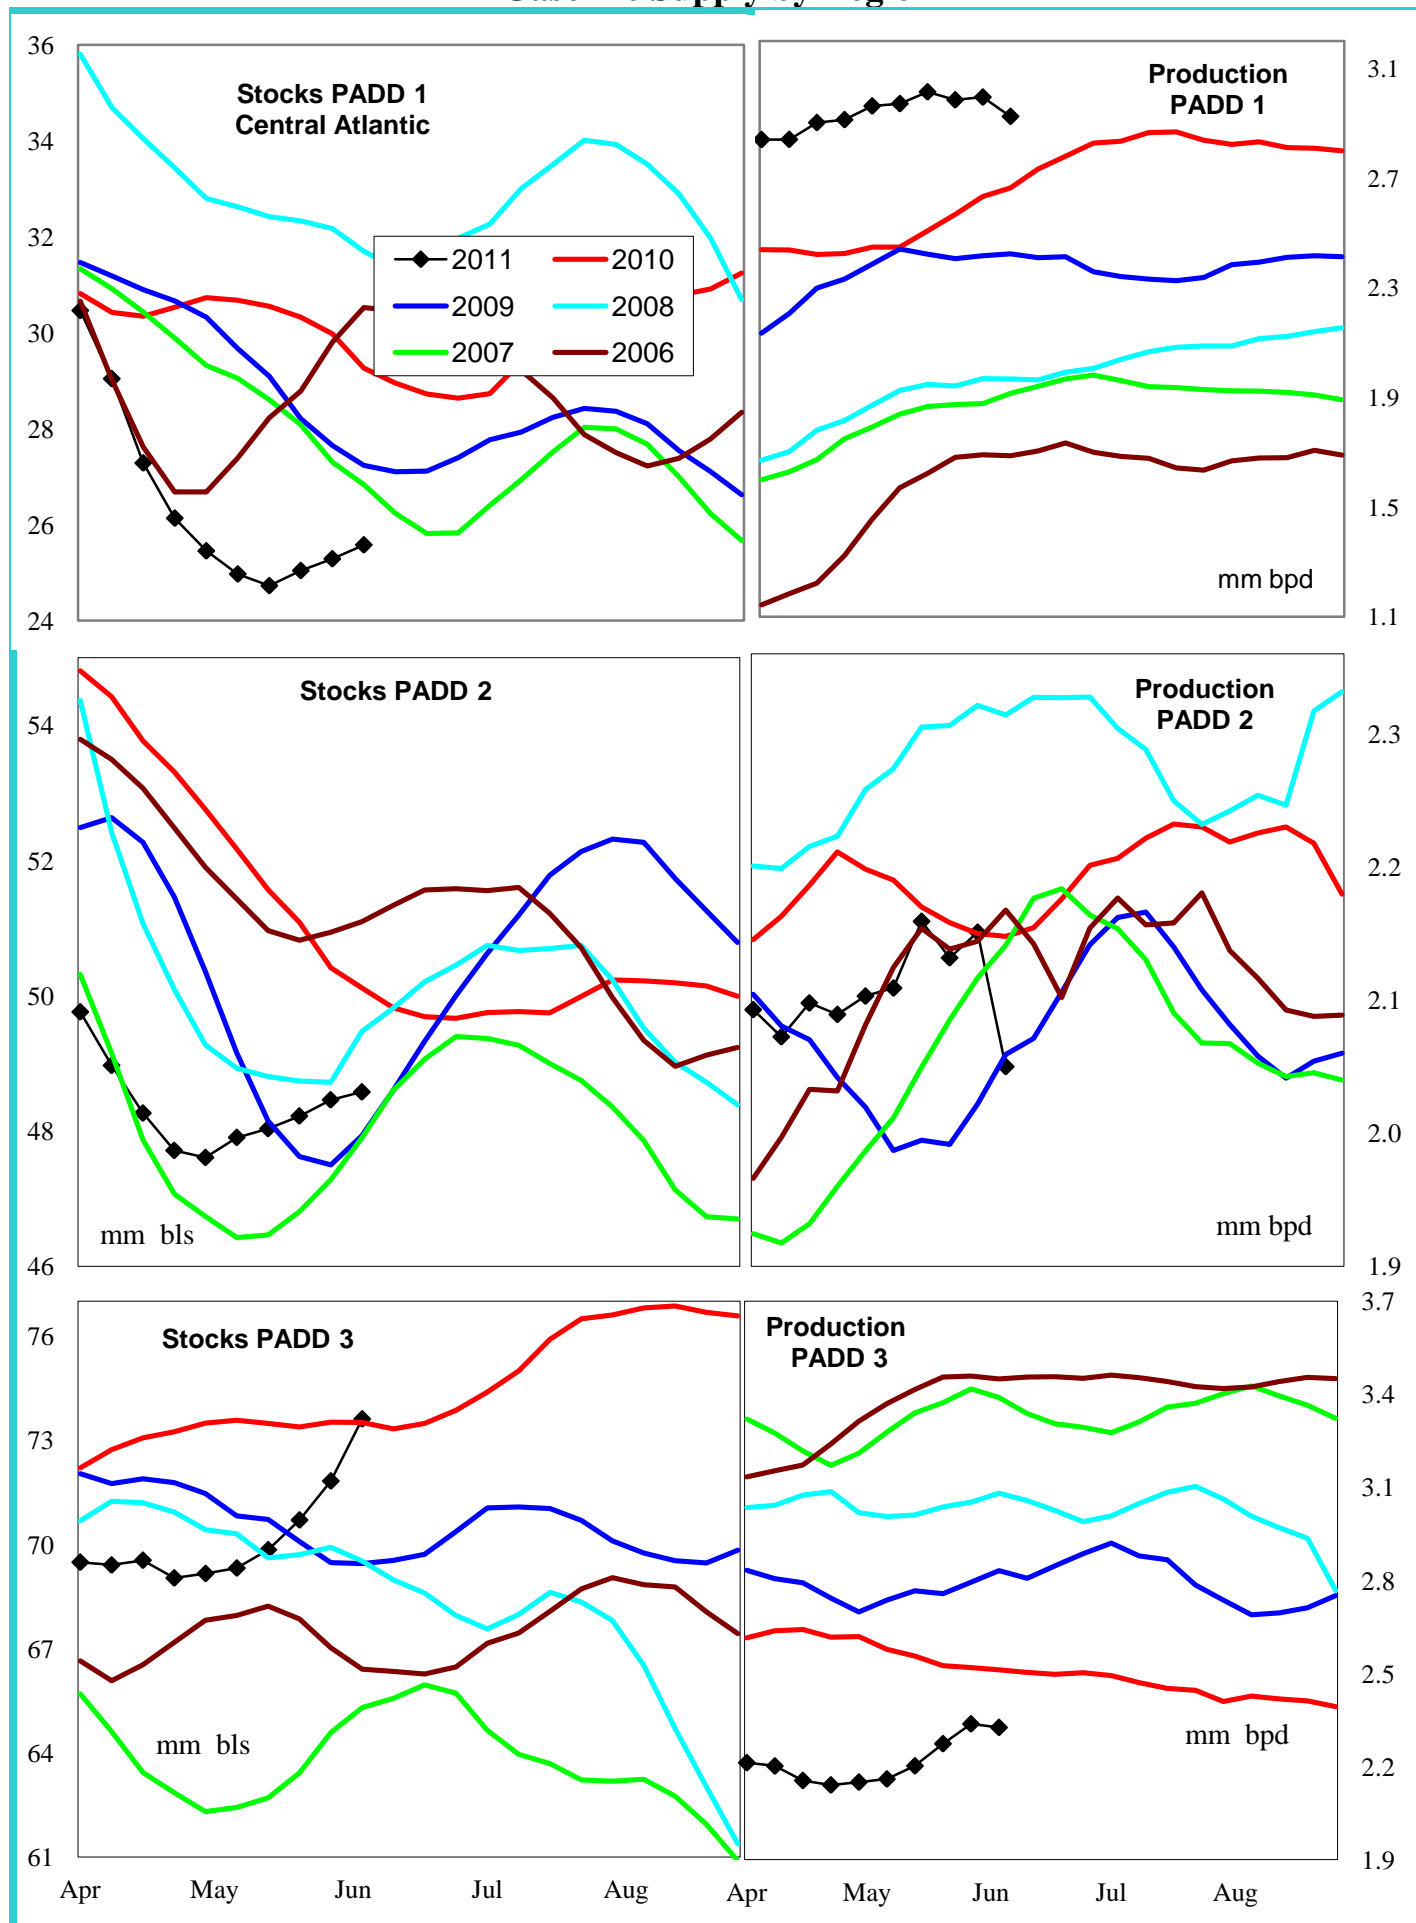 36
34
32
30
28
26
24
Stocks PADD 1
Central Atlantic
2011 2010
2009 2008
2007 2006
Production
PADD 1
mm bpd
3.1
2.7
2.3
1.9
1.5
1.1
54
52
50
48
46
Stocks PADD 2
mm bls
Production
PADD 2
mm bpd
2.3
2.2
2.1
2.0
1.9
76
73
70
67
64
61
Stocks PADD 3
mm bls
Production
PADD 3
mm bpd
3.7
3.4
3.1
2.8
2.5
2.2
1.9
Apr May Jun Jul Aug
Apr May Jun Jul Aug